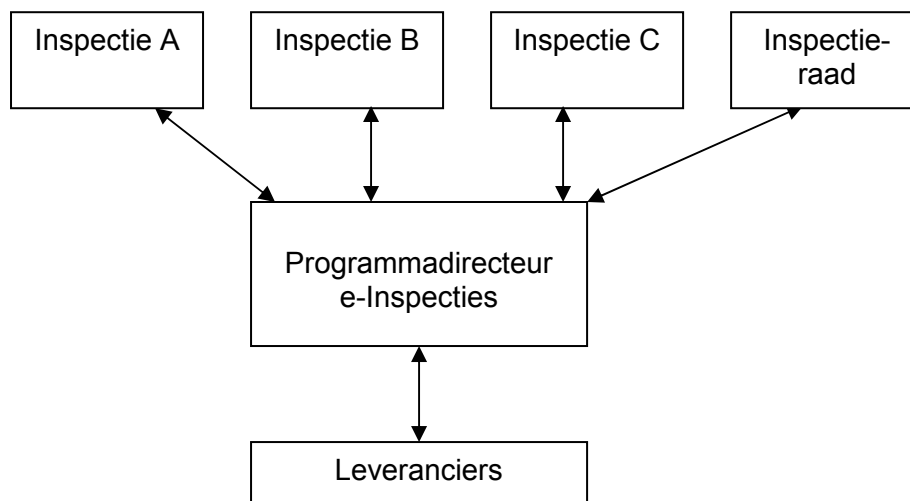 Inspectie A
Inspectie B
Inspectie C
Inspectie-
raad
Programmadirecteur
e-Inspecties
Leveranciers